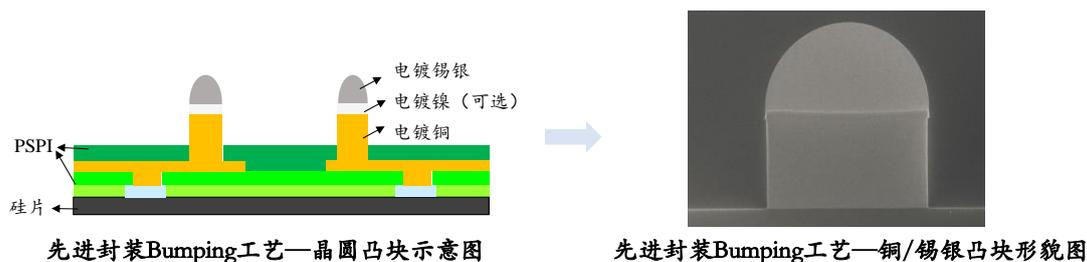 电镀锡银
电镀镍（可选）
电镀铜
PSPI
硅片
先进封装Bumping工艺—晶圆凸块示意图
先进封装Bumping工艺—铜/锡银凸块形貌图